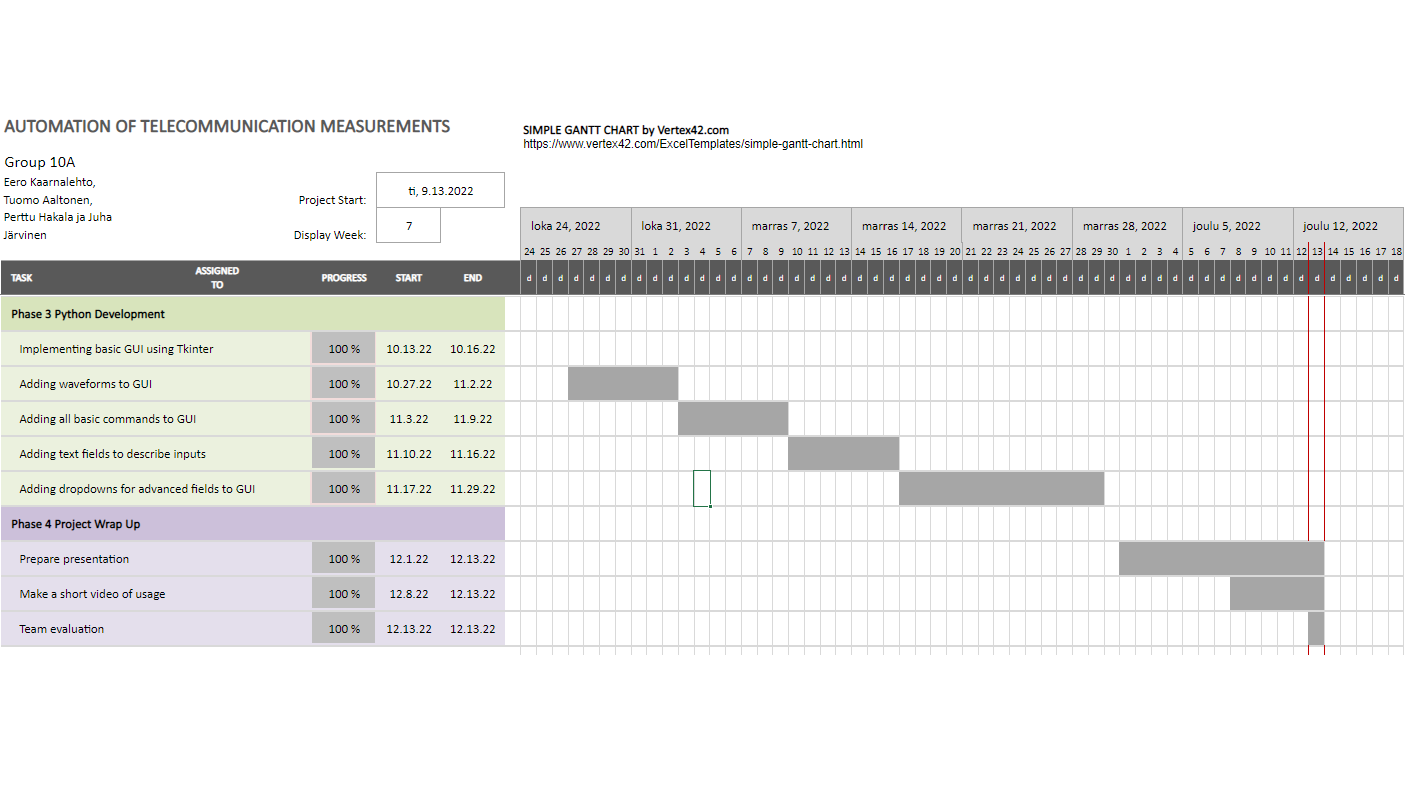 AUTOMATION OF TELECOMMUNICATION MEASUREMENTS
SIMPLE GANTT CHART by Vertex42.com
https://www.vertex42.com/ExcelTemplates/simple-gantt-chart.html
Group 10A
Eero Kaarnalehto,
Tuomo Aaltonen,
Perttu Hakala ja Juha
Järvinen
Project Start: ti, 9.13.2022
Display Week: 7
loka 24, 2022 loka 31, 2022 marras 7, 2022 marras 14, 2022 marras 21, 2022 marras 28, 2022 joulu 5, 2022 joulu 12, 2022
24 25 26 27 28 29 30 31 1 2 3 4 5 6 7 8 9 10 11 12 13 14 15 16 17 18 19 20 21 22 23 24 25 26 27 28 29 30 1 2 3 4 5 6 7 8 9 10 11 12 13 14 15 16 17 18
TASK ASSIGNED TO PROGRESS START END d d d d d d d d d d d d d d d d d d d d d d d d d d d d d d d d d d d d d d d d d d d d d d d d d d d d d d d d
Phase 3 Python Development
Implementing basic GUI using Tkinter 100 % 10.13.22 10.16.22
Adding waveforms to GUI 100 % 10.27.22 11.2.22
Adding all basic commands to GUI 100 % 11.3.22 11.9.22
Adding text fields to describe inputs 100 % 11.10.22 11.16.22
Adding dropdowns for advanced fields to GUI 100 % 11.17.22 11.29.22
Phase 4 Project Wrap Up
Prepare presentation 100 % 12.1.22 12.13.22
Make a short video of usage 100 % 12.8.22 12.13.22
Team evaluation 100 % 12.13.22 12.13.22